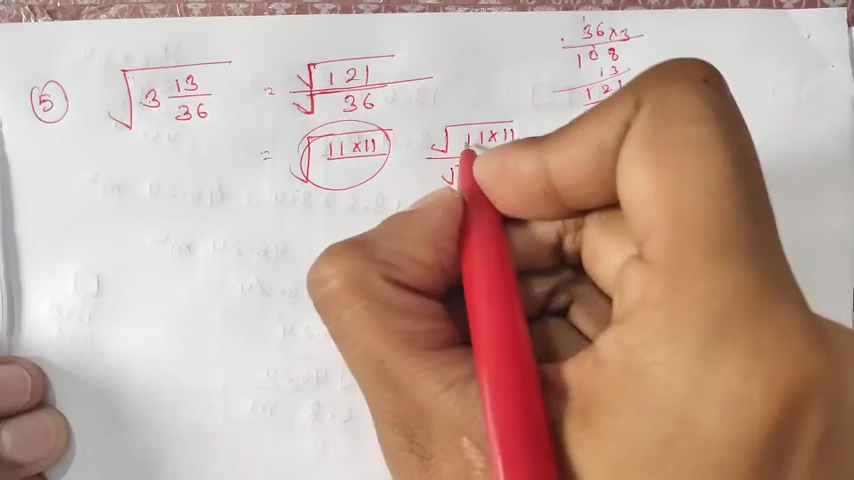 ⑤ √(3 13/36) = √121/√36
= √(11×11) √(11×11)
√
36×3
108
13
121